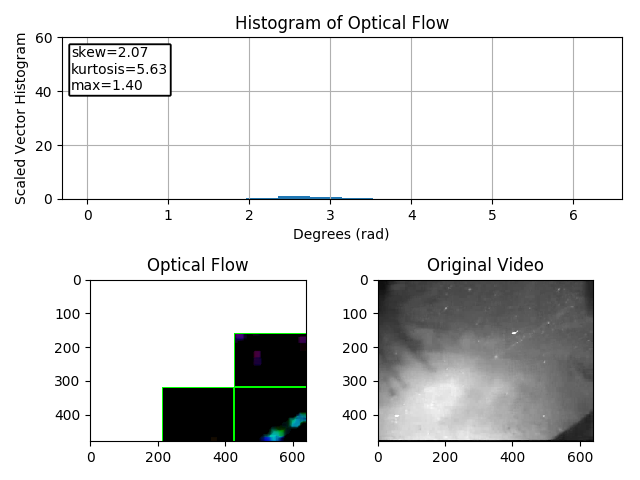 Histogram of Optical Flow
Scaled Vector Histogram
60
40
20
0
skew=2.07
kurtosis=5.63
max=1.40
0 1 2 3 4 5 6
Degrees (rad)
Optical Flow
0
100
200
300
400
0 200 400 600
Original Video
0
100
200
300
400
0 200 400 600